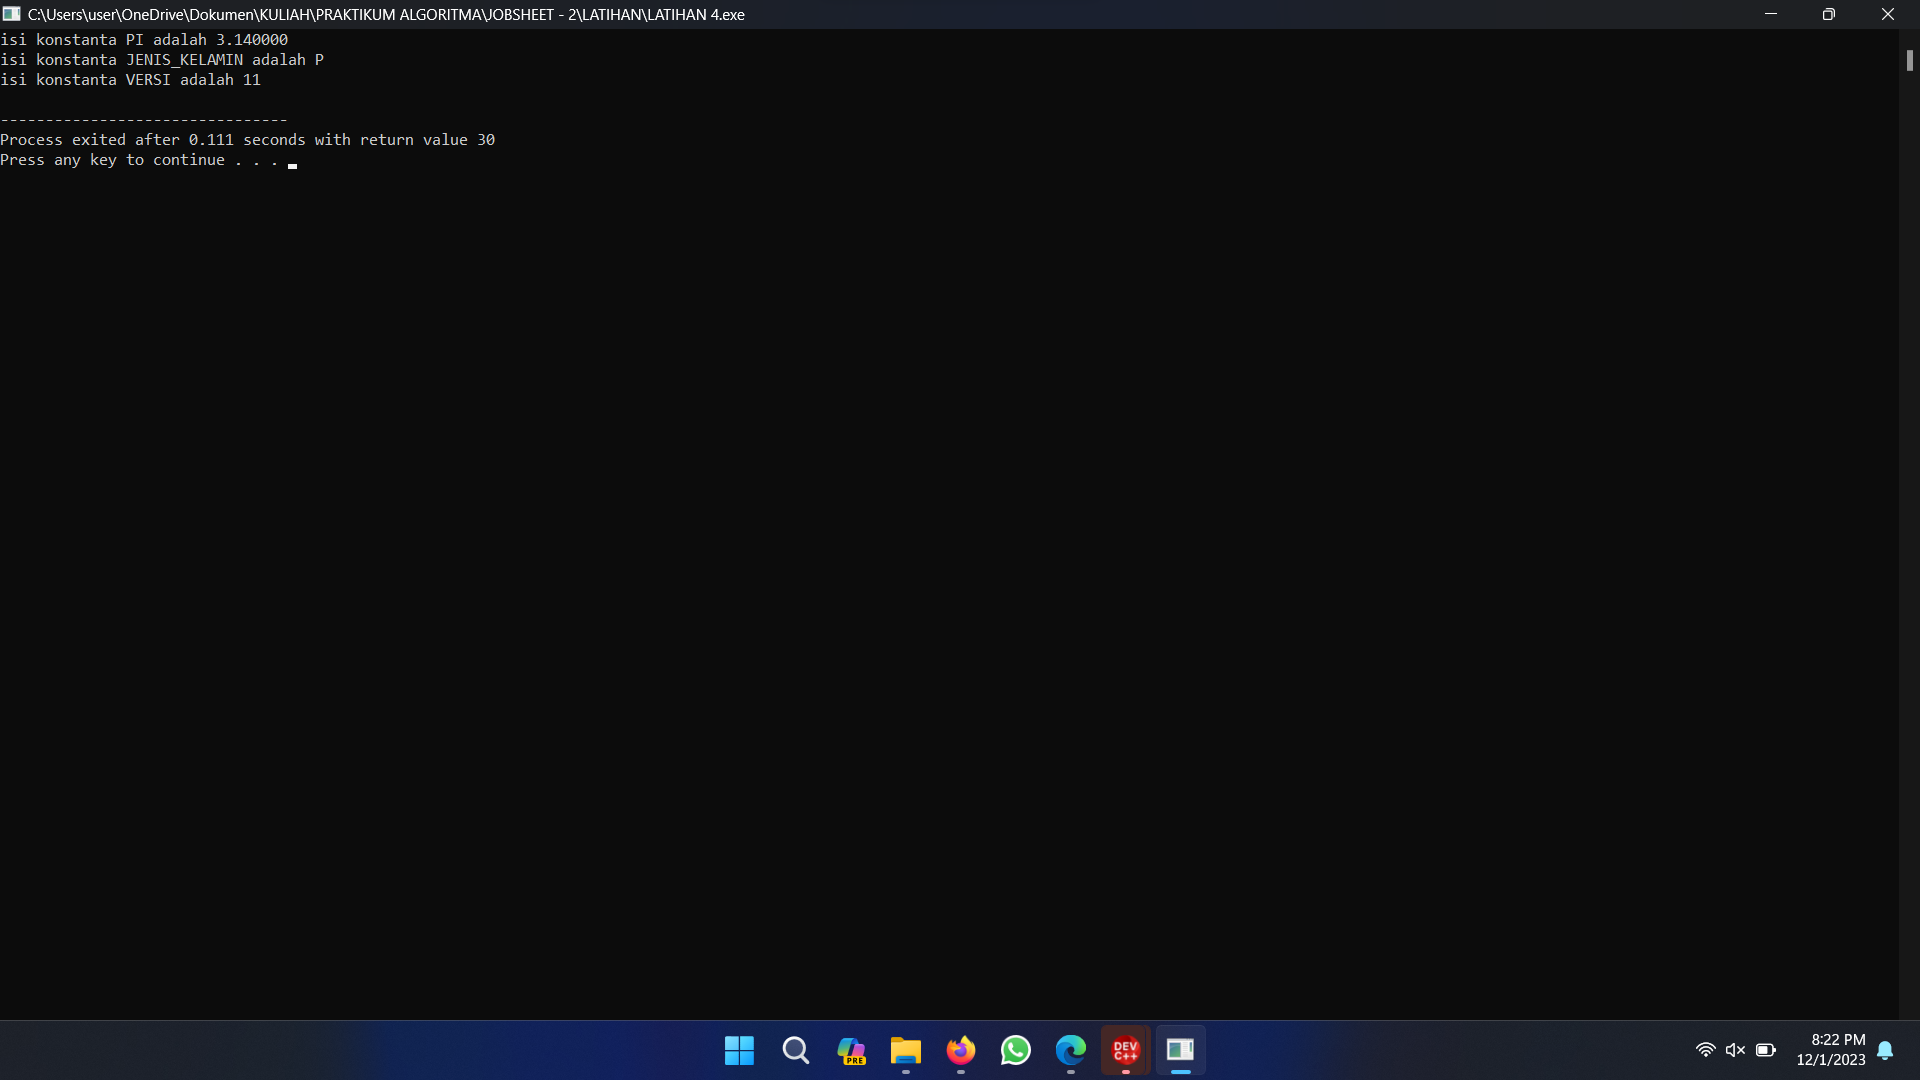 C:\Users\user\OneDrive\Dokumen\KULIAH\PRAKTIKUM ALGORITMA\JOBSHEET - 2\LATIHAN\LATIHAN 4.exe
isi konstanta PI adalah 3.140000
isi konstanta JENIS_KELAMIN adalah P
isi konstanta VERSI adalah 11
--------------------------------
Process exited after 0.111 seconds with return value 30
Press any key to continue . . .
PRE
DEV
C++
8:22 PM
12/1/2023